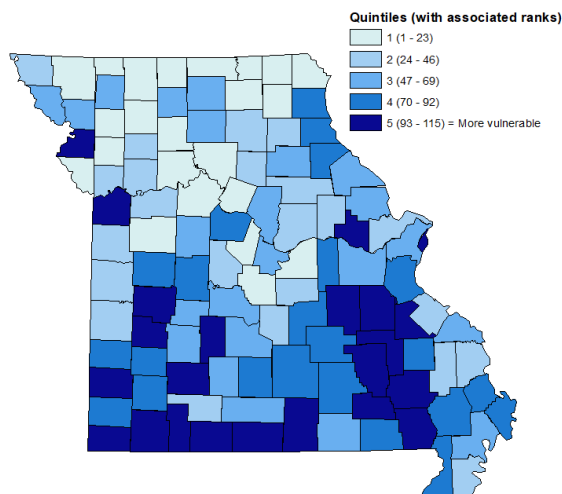 Quintiles (with associated ranks)
1 (1 - 23)
2 (24 - 46)
3 (47 - 69)
4 (70 - 92)
5 (93 - 115) = More vulnerable